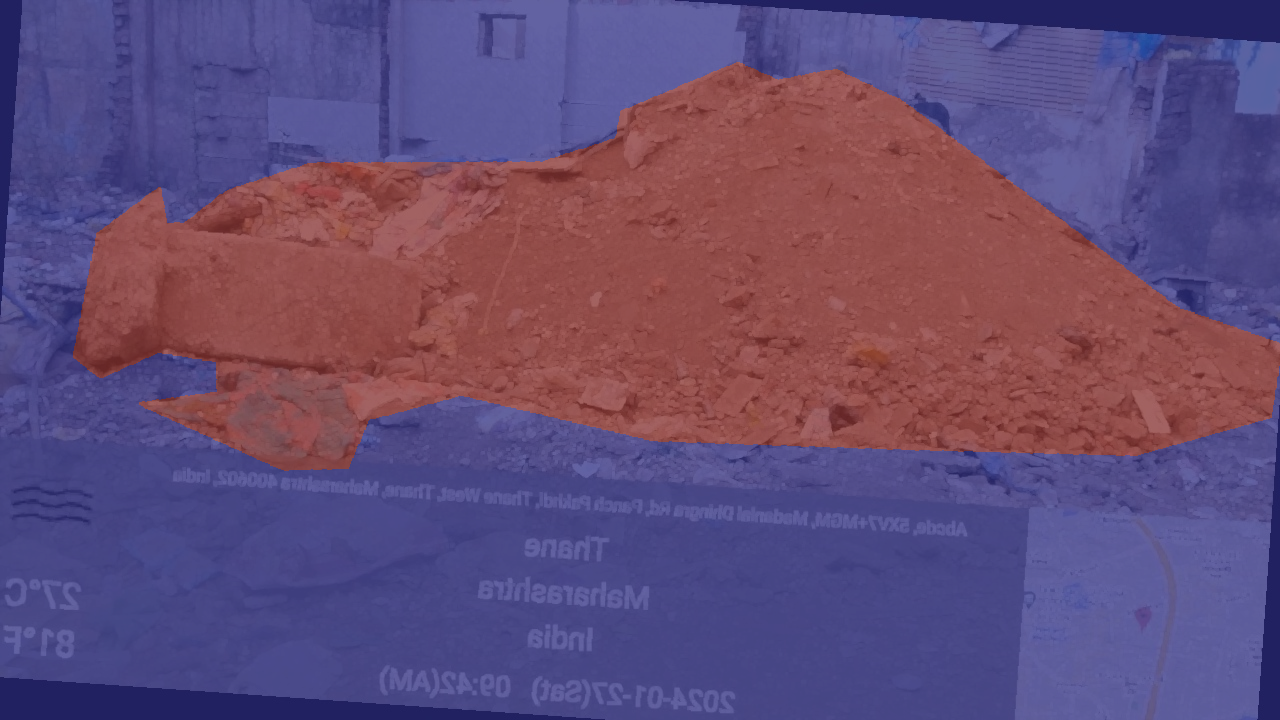 Abcde, 5XV7+MGM, Madanlal Dhingra Rd, Panch Pakhdi, Thane West, Thane, Maharashtra 400602, India
Thane
Maharashtra
India
2024-01-27(Sat) 09:42(AM)
27°C
81°F